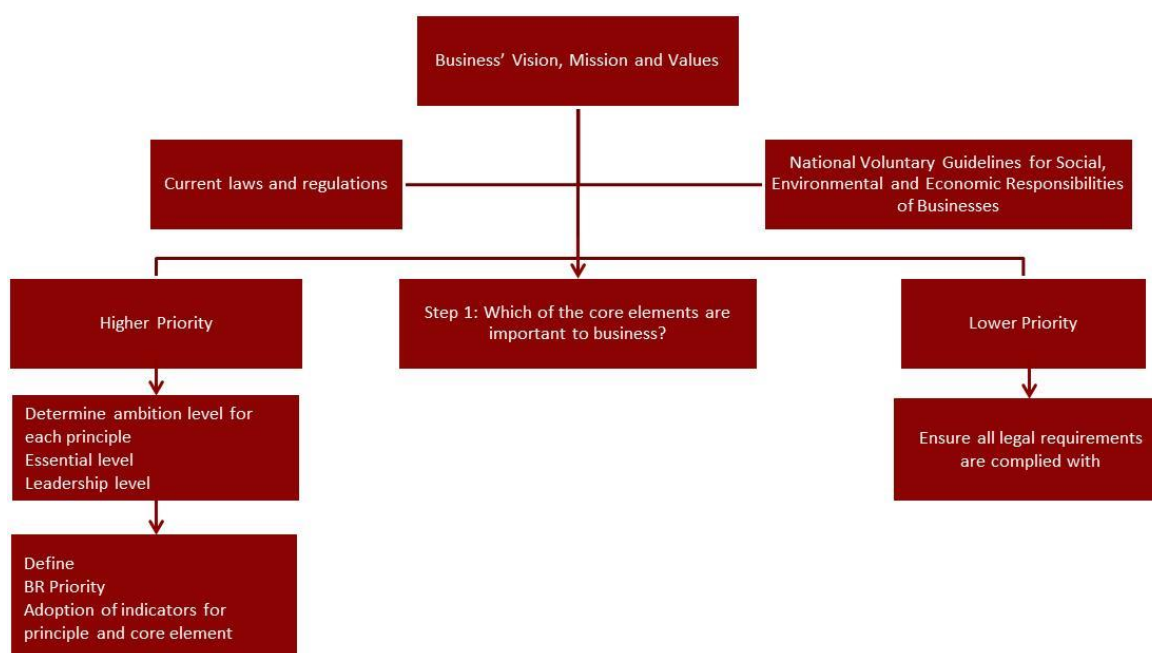 Business' Vision, Mission and Values
Current laws and regulations
National Voluntary Guidelines for Social,
Environmental and Economic Responsibilities
of Businesses
Higher Priority
Step 1: Which of the core elements are
important to business?
Lower Priority
Determine ambition level for
each principle
Essential level
Leadership level
Ensure all legal requirements
are complied with
Define
BR Priority
Adoption of indicators for
principle and core element